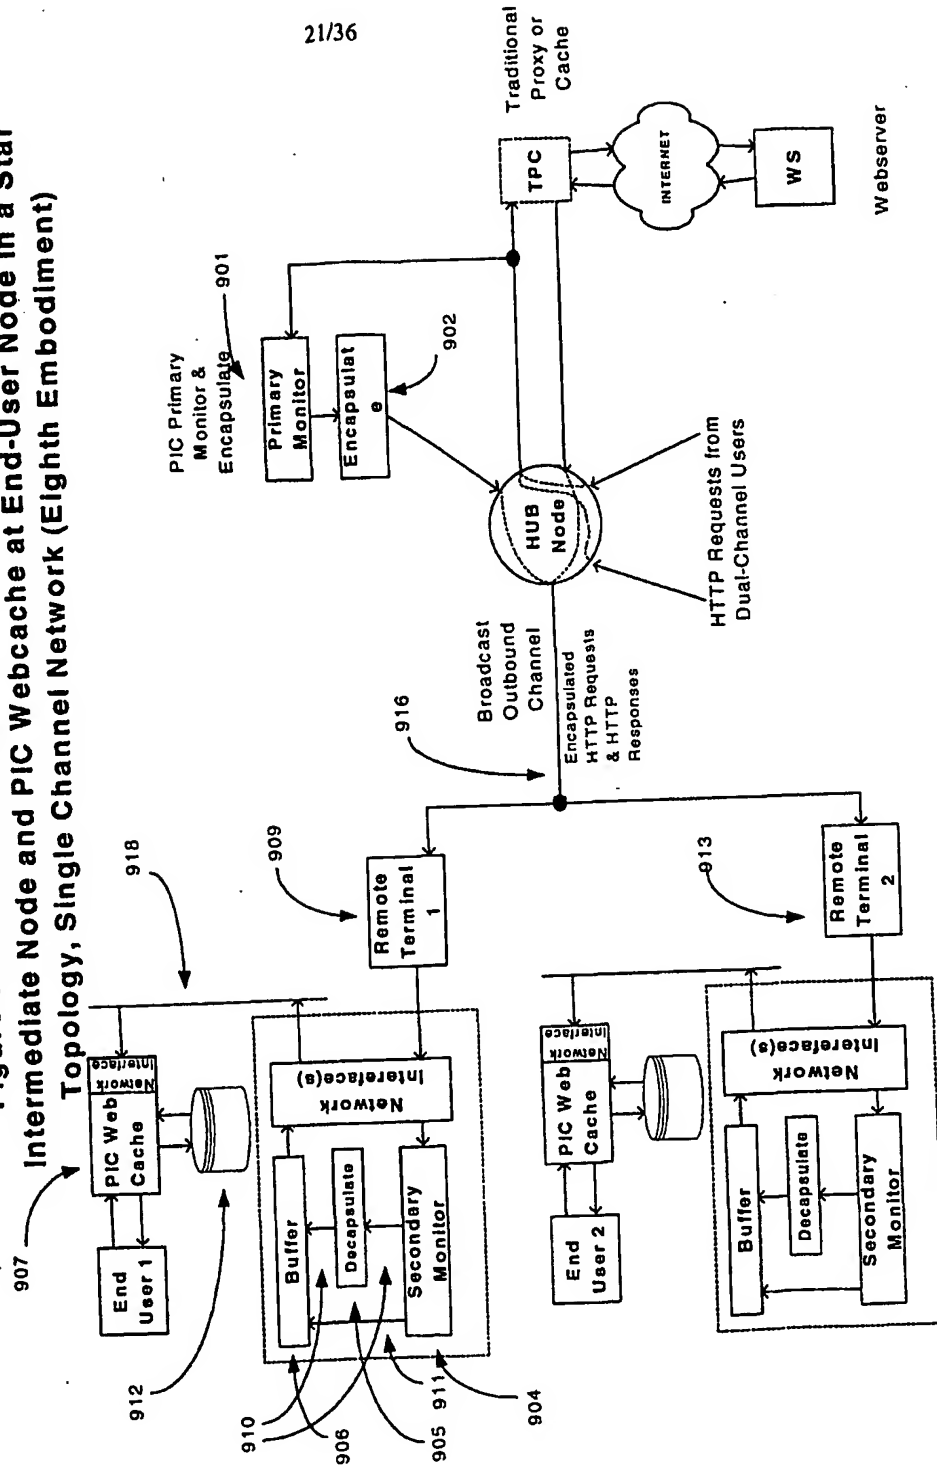 21/36
Intermediate Node and PIC Webcache at End-User Node in a Star
Topology, Single Channel Network (Eighth Embodiment)
907
End
User 1
PIC Web
Cache
Network
Interface
918
912
910
906
905
911
904
Buffer
Decapsulate
Secondary
Monitor
Network
Intereface(s)
909
Remote
Terminal
1
916
Broadcast
Outbound
Channel
Encapsulated
HTTP Requests
& HTTP
Responses
PIC Primary
Monitor &
Encapsulate
901
Primary
Monitor
Encapsulat
e
902
HUB
Node
HTTP Requests from
Dual-Channel Users
Traditional
Proxy or
Cache
TPC
INTERNET
WS
Webserver
End
User 2
PIC Web
Cache
Network
Interface
Buffer
Decapsulate
Secondary
Monitor
Network
Intereface(s)
913
Remote
Terminal
2